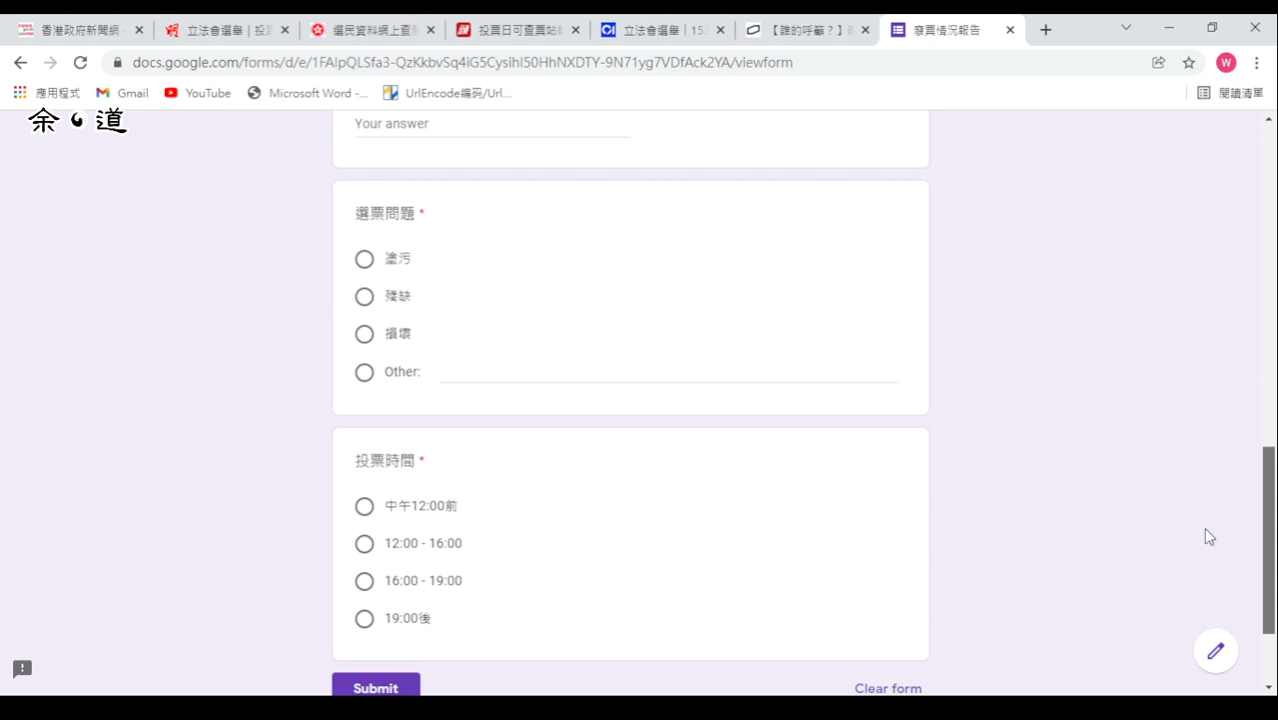 香港政府新聞網
立法會選舉 | 投票
選民資料網上查
投票日可查票站
立法會選舉 | 153
【誰的呼籲？】
廢票情況報告
docs.google.com/forms/d/e/1FAIpQLSfa3-QzKkbvSq4iG5Cysihl50HhNXDTY-9N71yg7VDfAck2YA/viewform
W
應用程式
Gmail
YouTube
Microsoft Word -...
UrlEncode編码/Url...
閱讀清單
余 道
Your answer
選票問題 *
塗污
殘缺
損壞
Other:
投票時間 *
中午12:00前
12:00 - 16:00
16:00 - 19:00
19:00後
Submit
Clear form